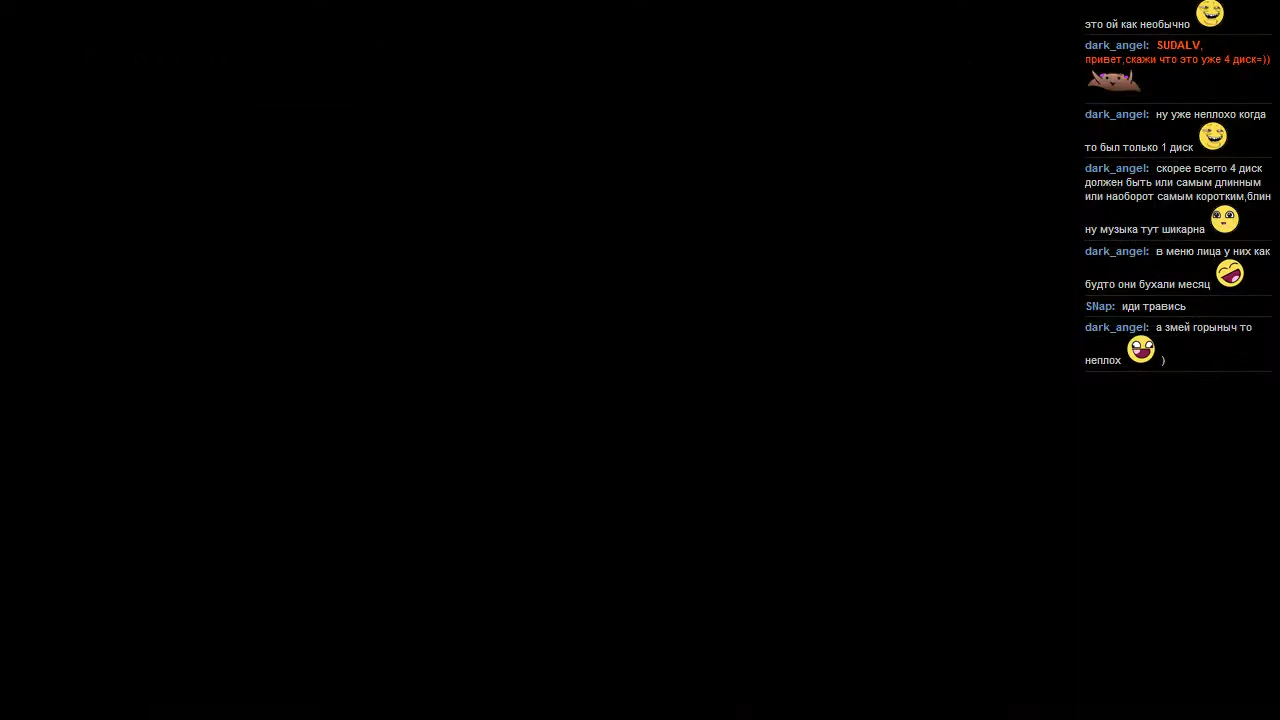 это ой как необычно
dark_angel: SUDALV,
привет,скажи что это уже 4 диск=))
dark_angel: ну уже неплохо когда
то был только 1 диск
dark_angel: скорее всегго 4 диск
должен быть или самым длинным
или наоборот самым коротким,блин
ну музыка тут шикарна
dark_angel: в меню лица у них как
будто они бухали месяц
SNap: иди травись
dark_angel: а змей горыныч то
неплох )